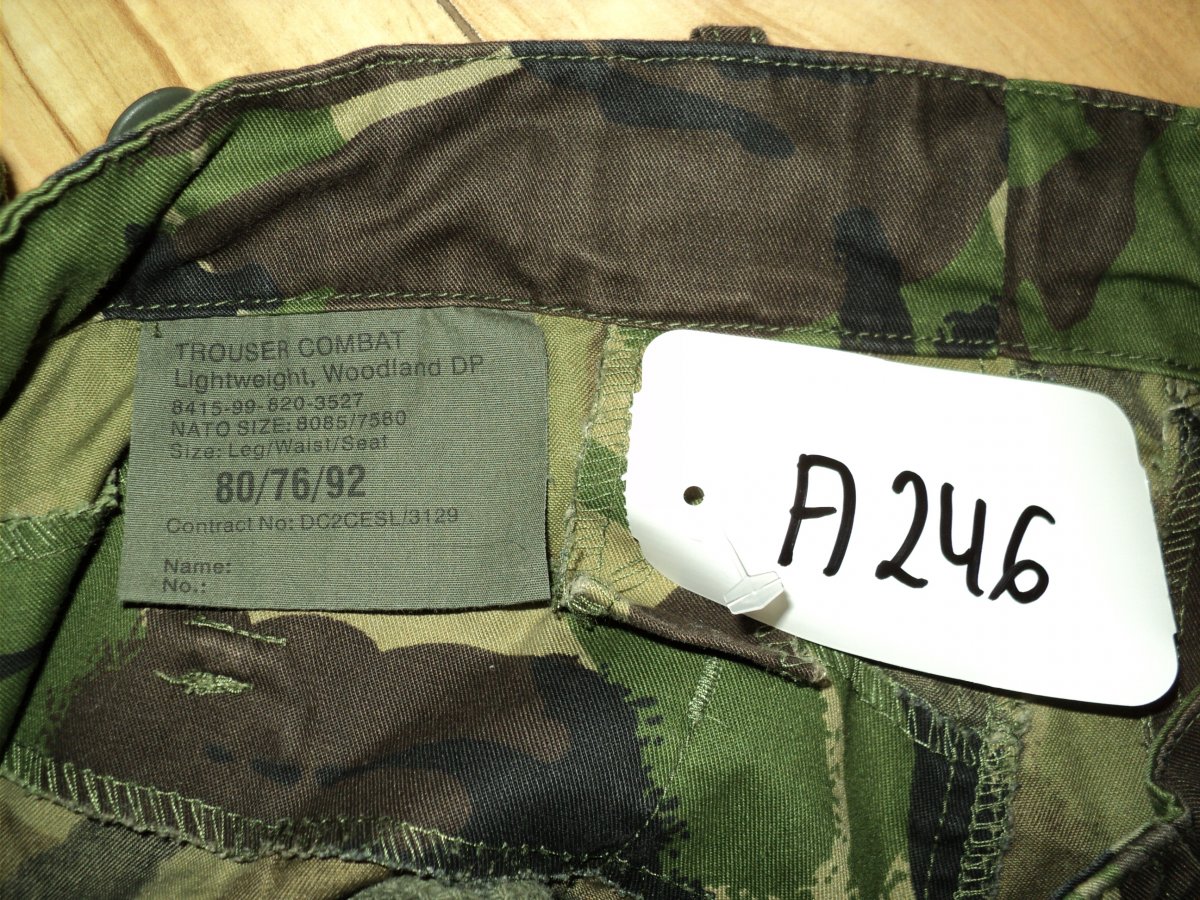 TROUSER COMBAT
Lightweight, Woodland DP
8415-99-820-3527
NATO SIZE: 8085/7580
Size: Leg/Waist/Seat
80/76/92
Contract No: DC2CESL/3129
Name:
No.:
A246